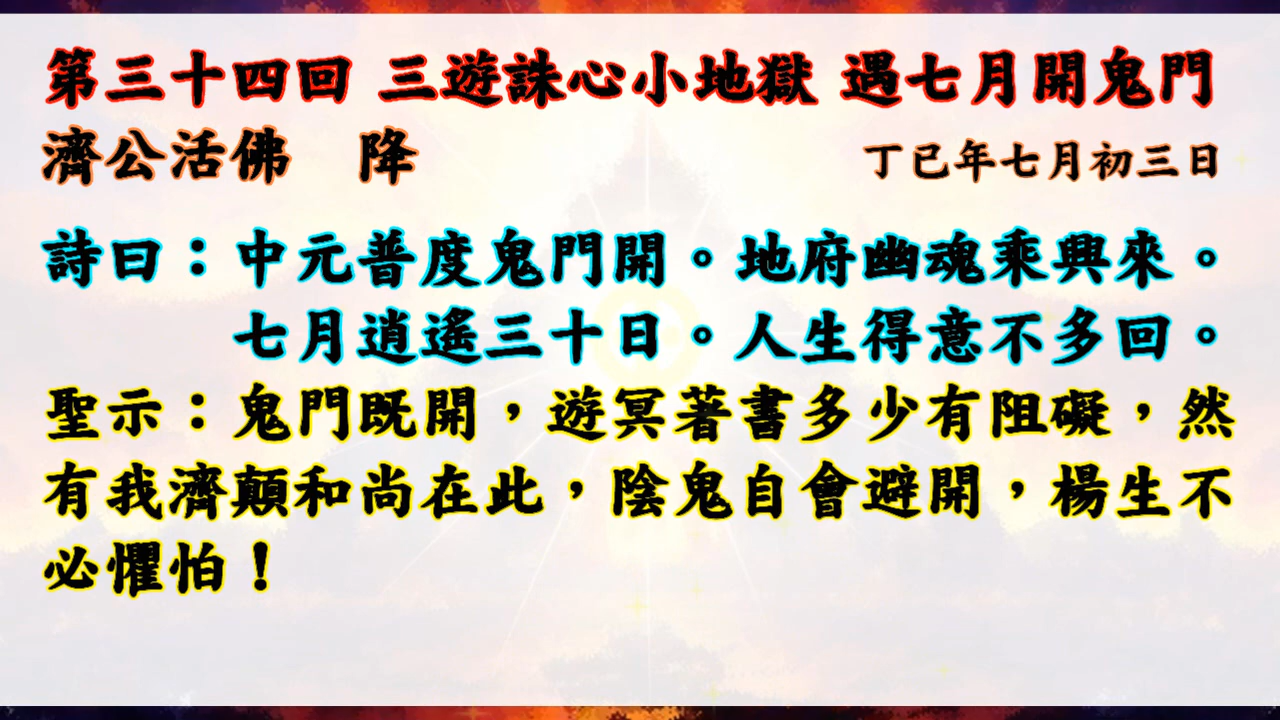 第三十四回 三遊誅心小地獄 遇七月開鬼門
濟公活佛　降　丁巳年七月初三日
詩曰：中元普度鬼門開。地府幽魂乘興來。
七月逍遙三十日。人生得意不多回。
聖示：鬼門既開，遊冥著書多少有阻礙，然
有我濟顛和尚在此，陰鬼自會避開，楊生不
必懼怕！